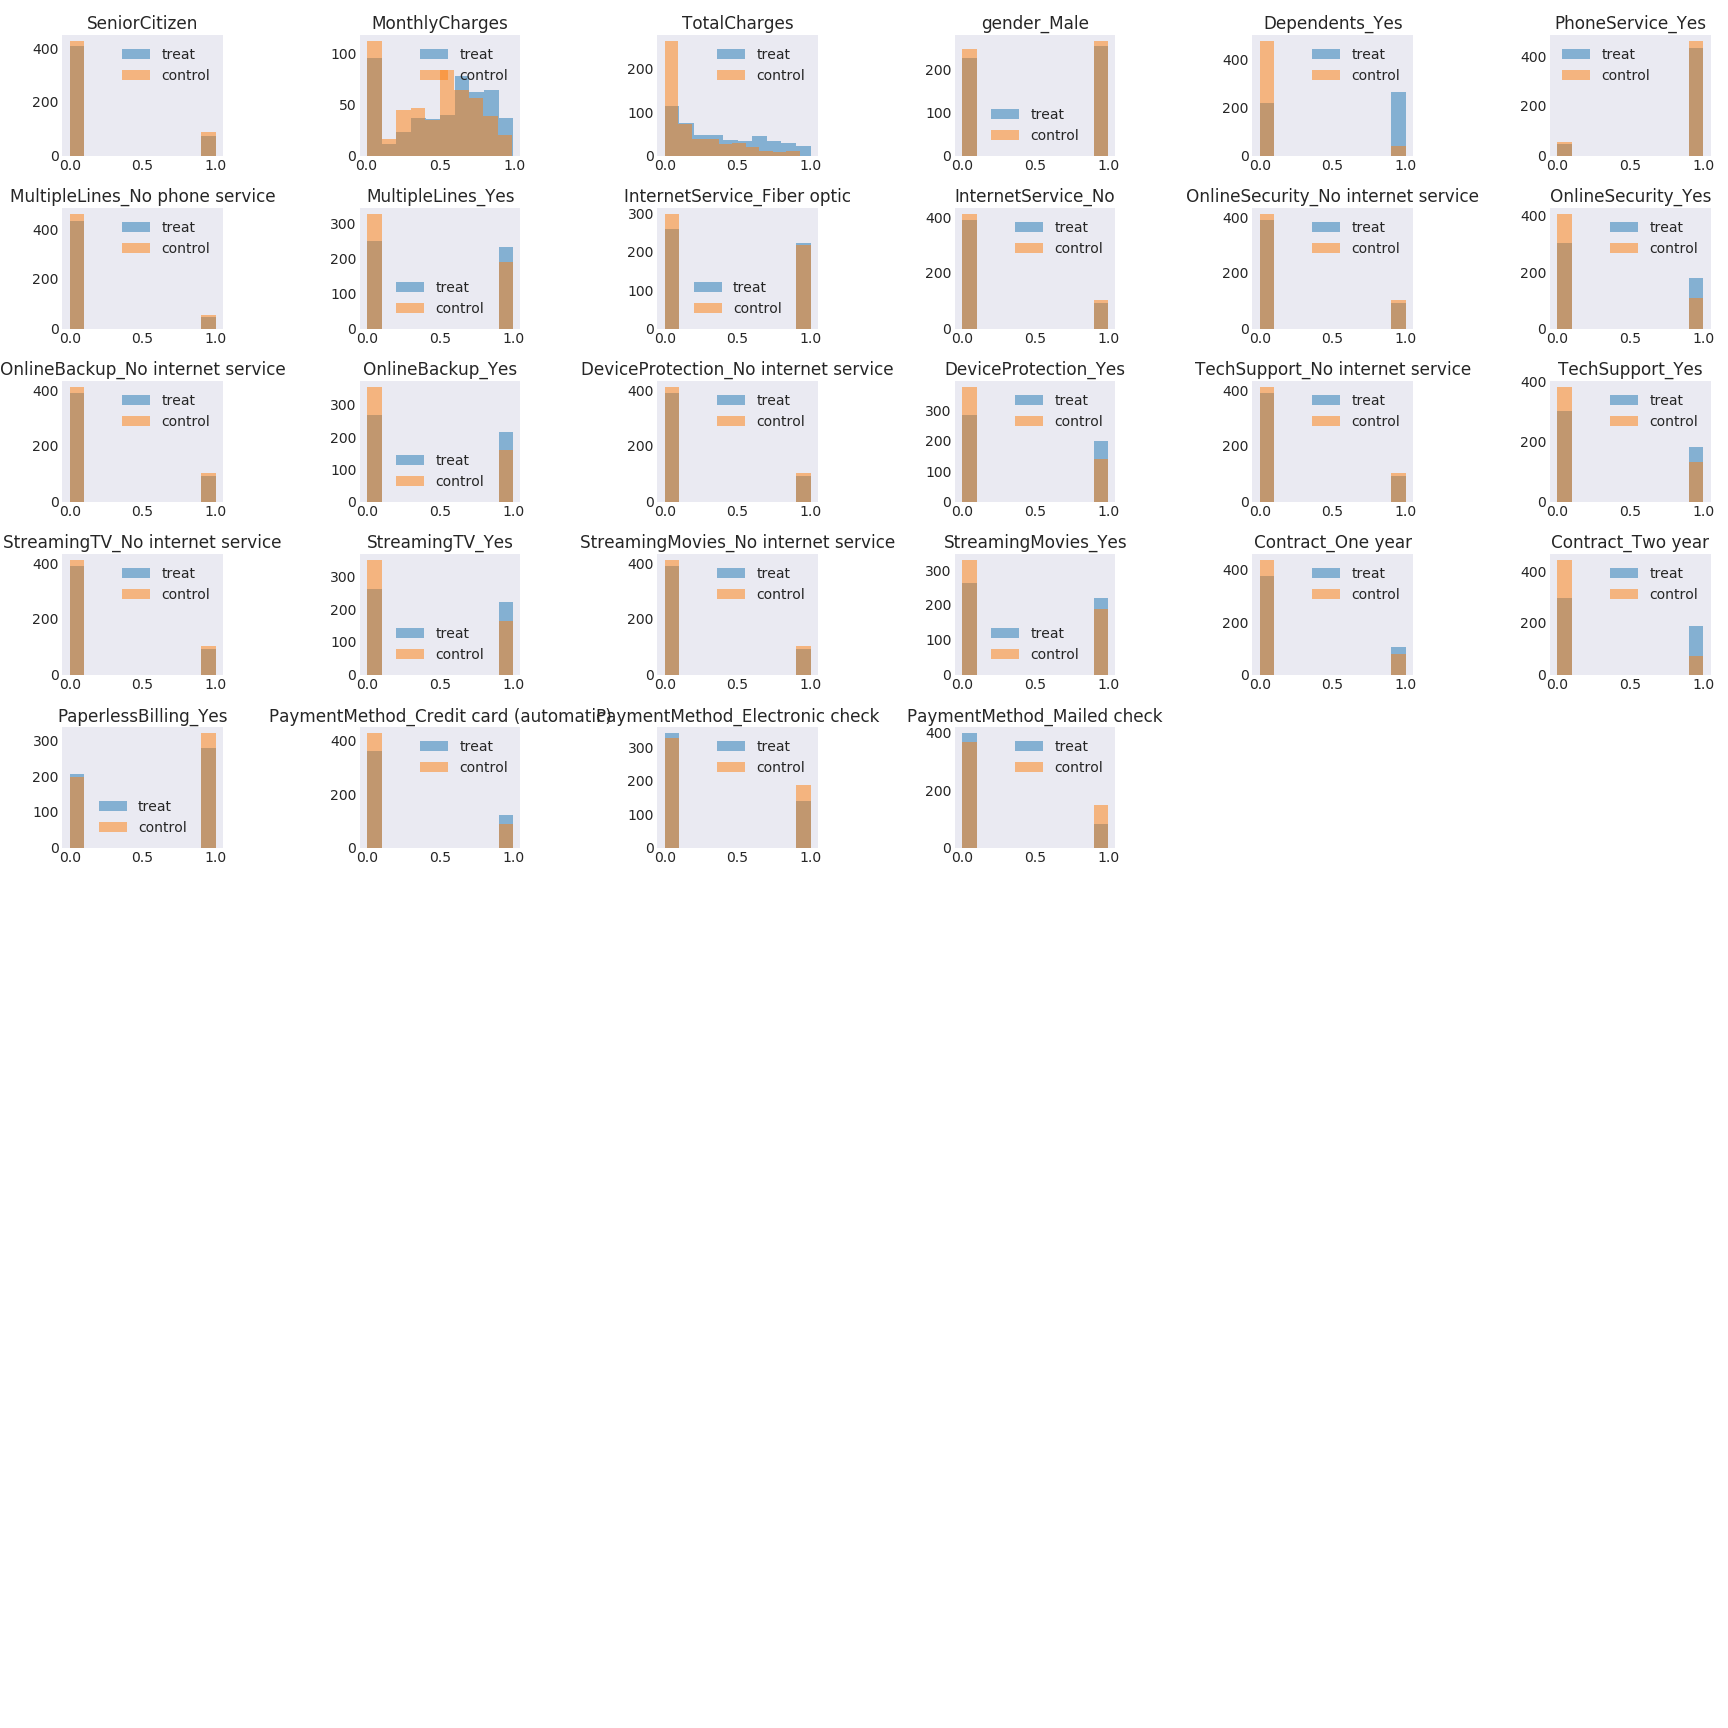 SeniorCitizen
400
200
0
0.0 0.5 1.0
treat
control
MonthlyCharges
100
50
0
0.0 0.5 1.0
treat
control
TotalCharges
200
100
0
0.0 0.5 1.0
treat
control
gender_Male
200
100
0
0.0 0.5 1.0
treat
control
Dependents_Yes
400
200
0
0.0 0.5 1.0
treat
control
PhoneService_Yes
400
200
0
0.0 0.5 1.0
treat
control
MultipleLines_No phone service
400
200
0
0.0 0.5 1.0
treat
control
MultipleLines_Yes
300
200
100
0
0.0 0.5 1.0
treat
control
InternetService_Fiber optic
300
200
100
0
0.0 0.5 1.0
treat
control
InternetService_No
400
200
0
0.0 0.5 1.0
treat
control
OnlineSecurity_No internet service
400
200
0
0.0 0.5 1.0
treat
control
OnlineSecurity_Yes
400
200
0
0.0 0.5 1.0
treat
control
OnlineBackup_No internet service
400
200
0
0.0 0.5 1.0
treat
control
OnlineBackup_Yes
300
200
100
0
0.0 0.5 1.0
treat
control
DeviceProtection_No internet service
400
200
0
0.0 0.5 1.0
treat
control
DeviceProtection_Yes
300
200
100
0
0.0 0.5 1.0
treat
control
TechSupport_No internet service
400
200
0
0.0 0.5 1.0
treat
control
TechSupport_Yes
400
200
0
0.0 0.5 1.0
treat
control
StreamingTV_No internet service
400
200
0
0.0 0.5 1.0
treat
control
StreamingTV_Yes
300
200
100
0
0.0 0.5 1.0
treat
control
StreamingMovies_No internet service
400
200
0
0.0 0.5 1.0
treat
control
StreamingMovies_Yes
300
200
100
0
0.0 0.5 1.0
treat
control
Contract_One year
400
200
0
0.0 0.5 1.0
treat
control
Contract_Two year
400
200
0
0.0 0.5 1.0
treat
control
PaperlessBilling_Yes
300
200
100
0
0.0 0.5 1.0
treat
control
PaymentMethod_Credit card (automatic)
400
200
0
0.0 0.5 1.0
treat
control
PaymentMethod_Electronic check
300
200
100
0
0.0 0.5 1.0
treat
control
PaymentMethod_Mailed check
400
200
0
0.0 0.5 1.0
treat
control